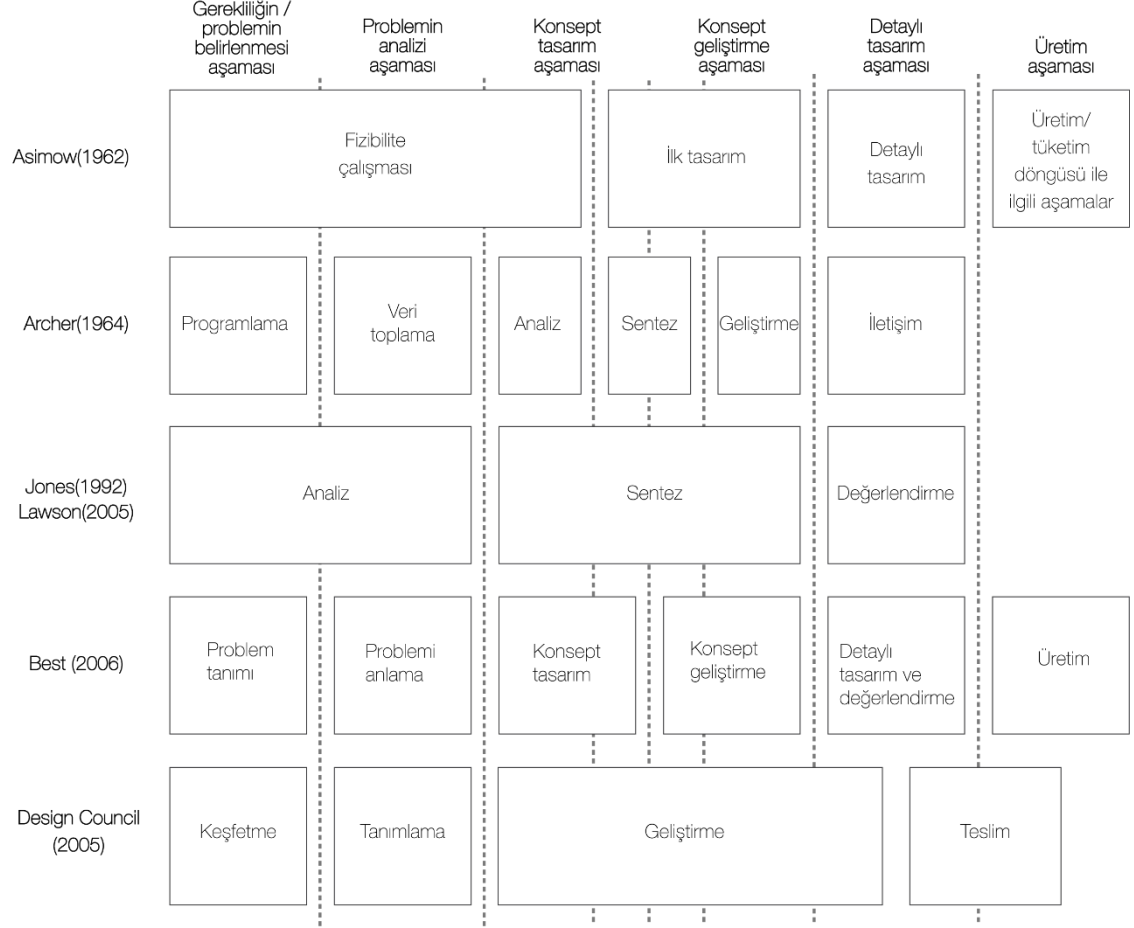 Gerekliliğin /
problemin
belirlenmesi
aşaması
Problemin
analizi
aşaması
Konsept
tasarım
aşaması
Konsept
geliştirme
aşaması
Detaylı
tasarım
aşaması
Üretim
aşaması
Asimow(1962)
Fizibilite
çalışması
İlk tasarım
Detaylı
tasarım
Üretim/
tüketim
döngüsü ile
ilgili aşamalar
Archer(1964)
Programlama
Veri
toplama
Analiz
Sentez
Geliştirme
İletişim
Jones(1992)
Lawson(2005)
Analiz
Sentez
Değerlendirme
Best (2006)
Problem
tanımı
Problemi
anlama
Konsept
tasarım
Konsept
geliştirme
Detaylı
tasarım ve
değerlendirme
Üretim
Design Council
(2005)
Keşfetme
Tanımlama
Geliştirme
Teslim